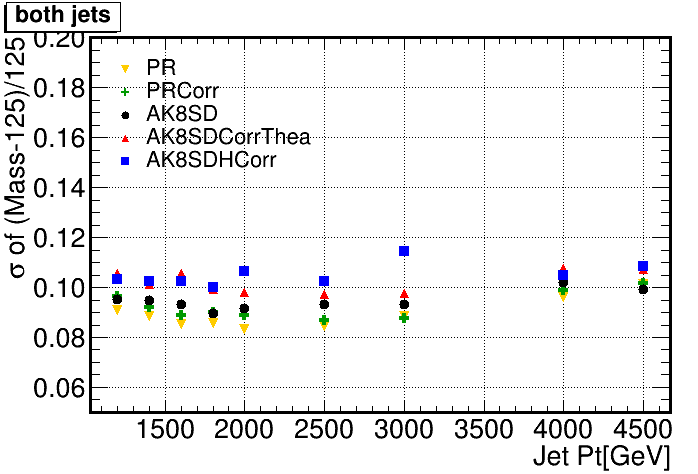 both jets
σ of (Mass-125)/125
0.20
0.18
0.16
0.14
0.12
0.10
0.08
0.06
PR
PRCorr
AK8SD
AK8SDCorrThea
AK8SDHCorr
1500 2000 2500 3000 3500 4000 4500
Jet Pt[GeV]